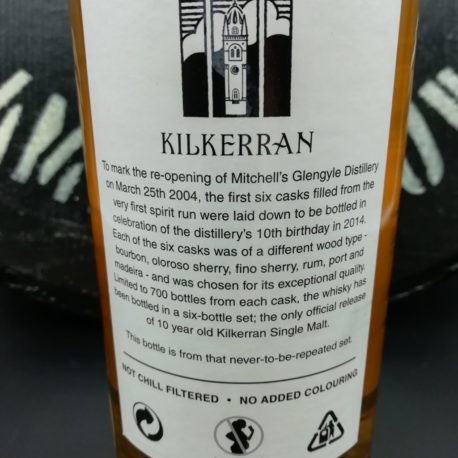 KILKERRAN
To mark the re-opening of Mitchell's Glengyle Distillery
on March 25th 2004, the first six casks filled from the
very first spirit run were laid down to be bottled in
celebration of the distillery's 10th birthday in 2014.
Each of the six casks was of a different wood type -
bourbon, oloroso sherry, fino sherry, rum, port and
madeira - and was chosen for its exceptional quality.
Limited to 700 bottles from each cask, the whisky has
been bottled in a six-bottle set; the only official release
of 10 year old Kilkerran Single Malt.
This bottle is from that never-to-be-repeated set.
NOT CHILL FILTERED • NO ADDED COLOURING